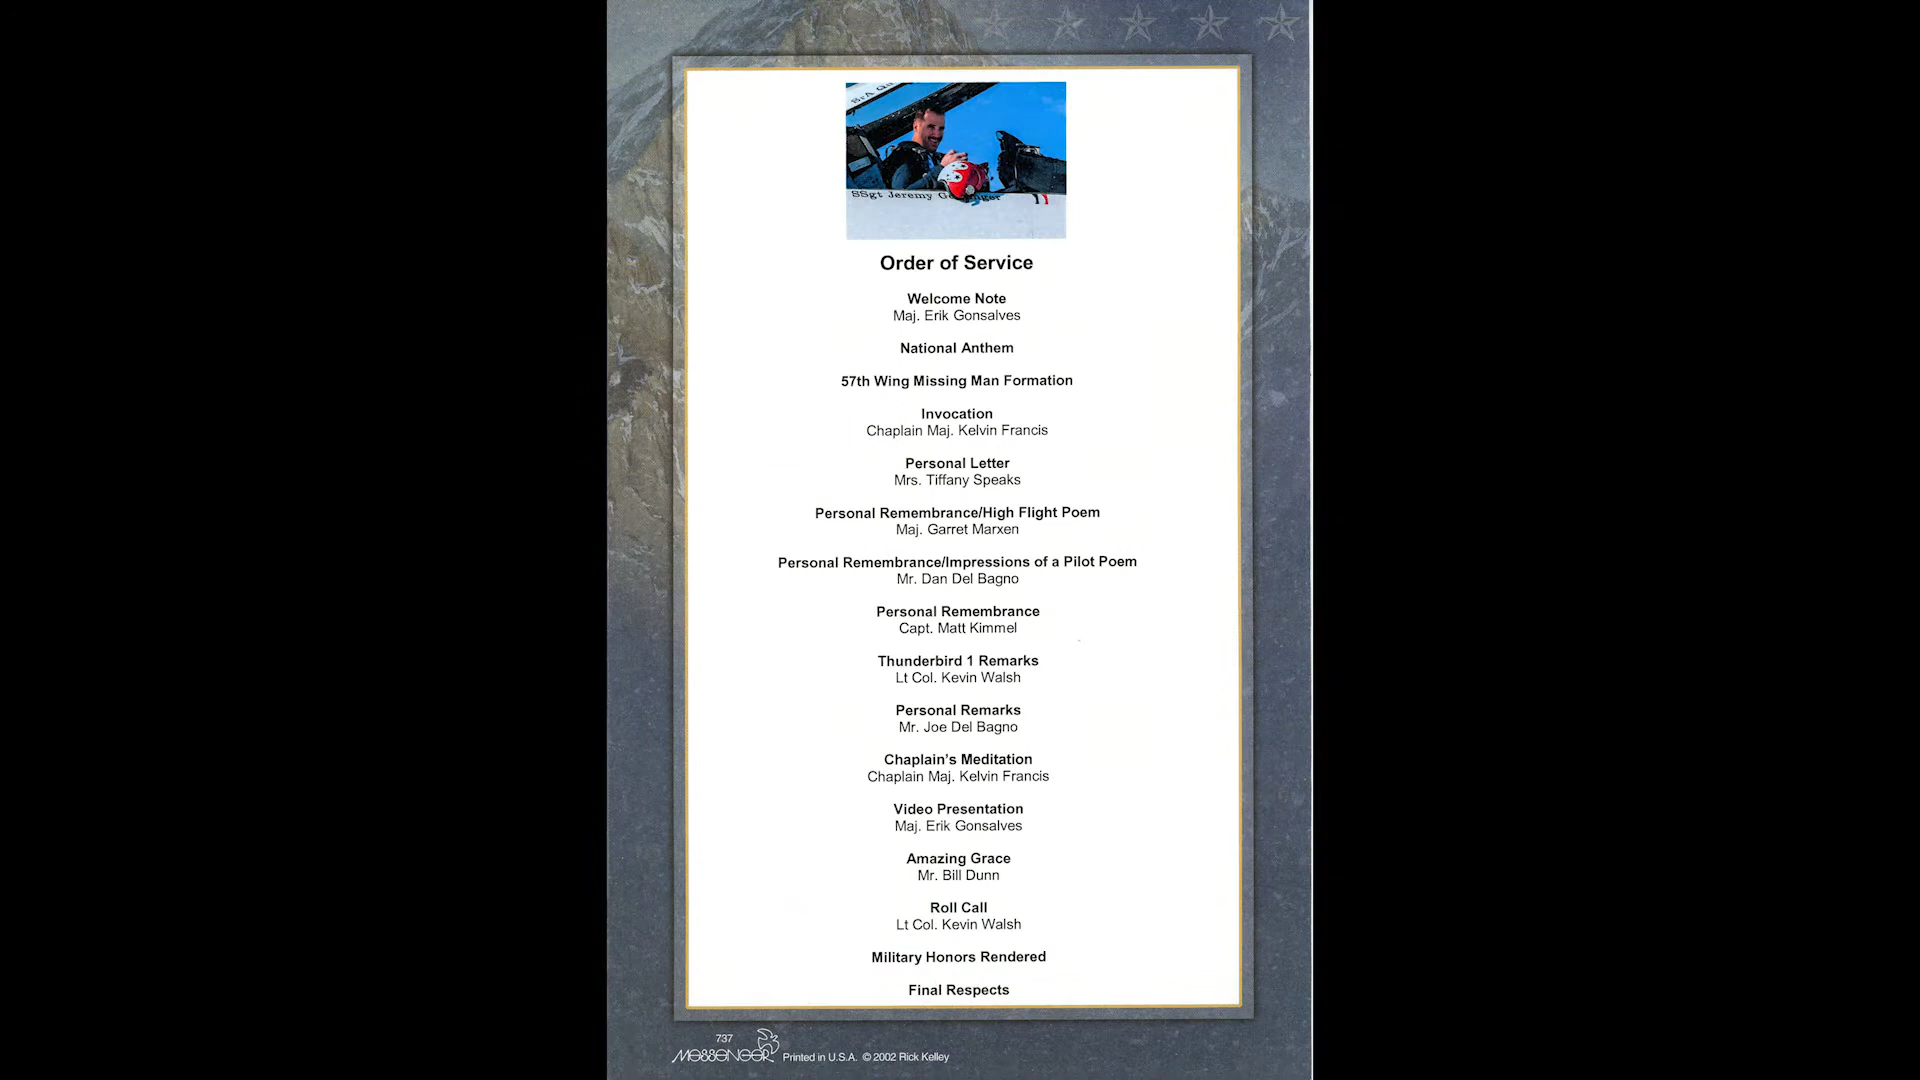 SrA Gu
SSgt Jeremy Ge
Order of Service
Welcome Note
Maj. Erik Gonsalves
National Anthem
57th Wing Missing Man Formation
Invocation
Chaplain Maj. Kelvin Francis
Personal Letter
Mrs. Tiffany Speaks
Personal Remembrance/High Flight Poem
Maj. Garret Marxen
Personal Remembrance/Impressions of a Pilot Poem
Mr. Dan Del Bagno
Personal Remembrance
Capt. Matt Kimmel
Thunderbird 1 Remarks
Lt Col. Kevin Walsh
Personal Remarks
Mr. Joe Del Bagno
Chaplain’s Meditation
Chaplain Maj. Kelvin Francis
Video Presentation
Maj. Erik Gonsalves
Amazing Grace
Mr. Bill Dunn
Roll Call
Lt Col. Kevin Walsh
Military Honors Rendered
Final Respects
737
MESSENGER Printed in U.S.A. © 2002 Rick Kelley